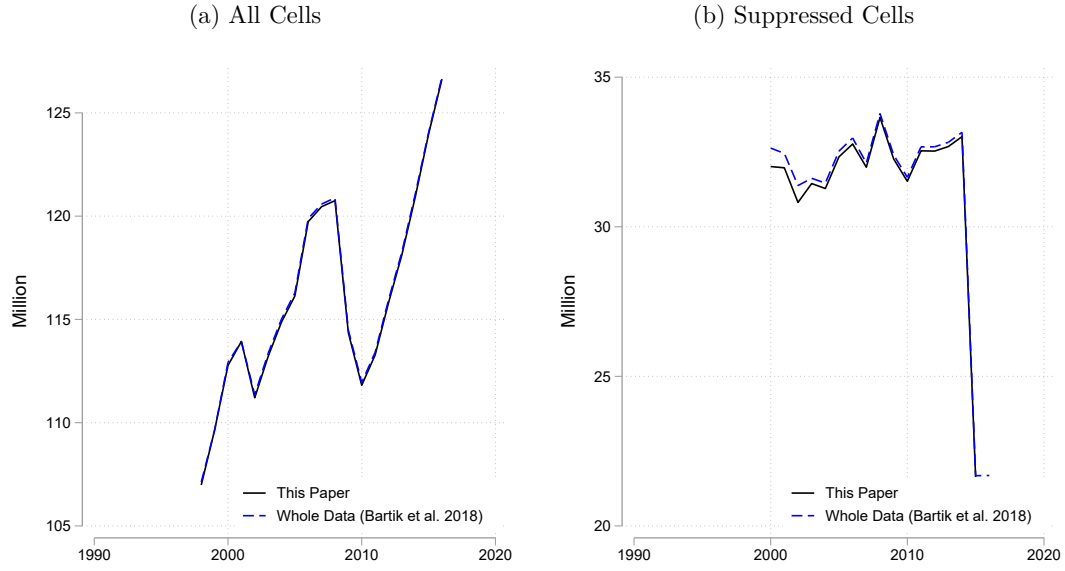 (a) All Cells
125
120
115
110
105
Million
1990
2000
2010
2020
This Paper
Whole Data (Bartik et al. 2018)
(b) Suppressed Cells
35
30
25
20
Million
1990
2000
2010
2020
This Paper
Whole Data (Bartik et al. 2018)